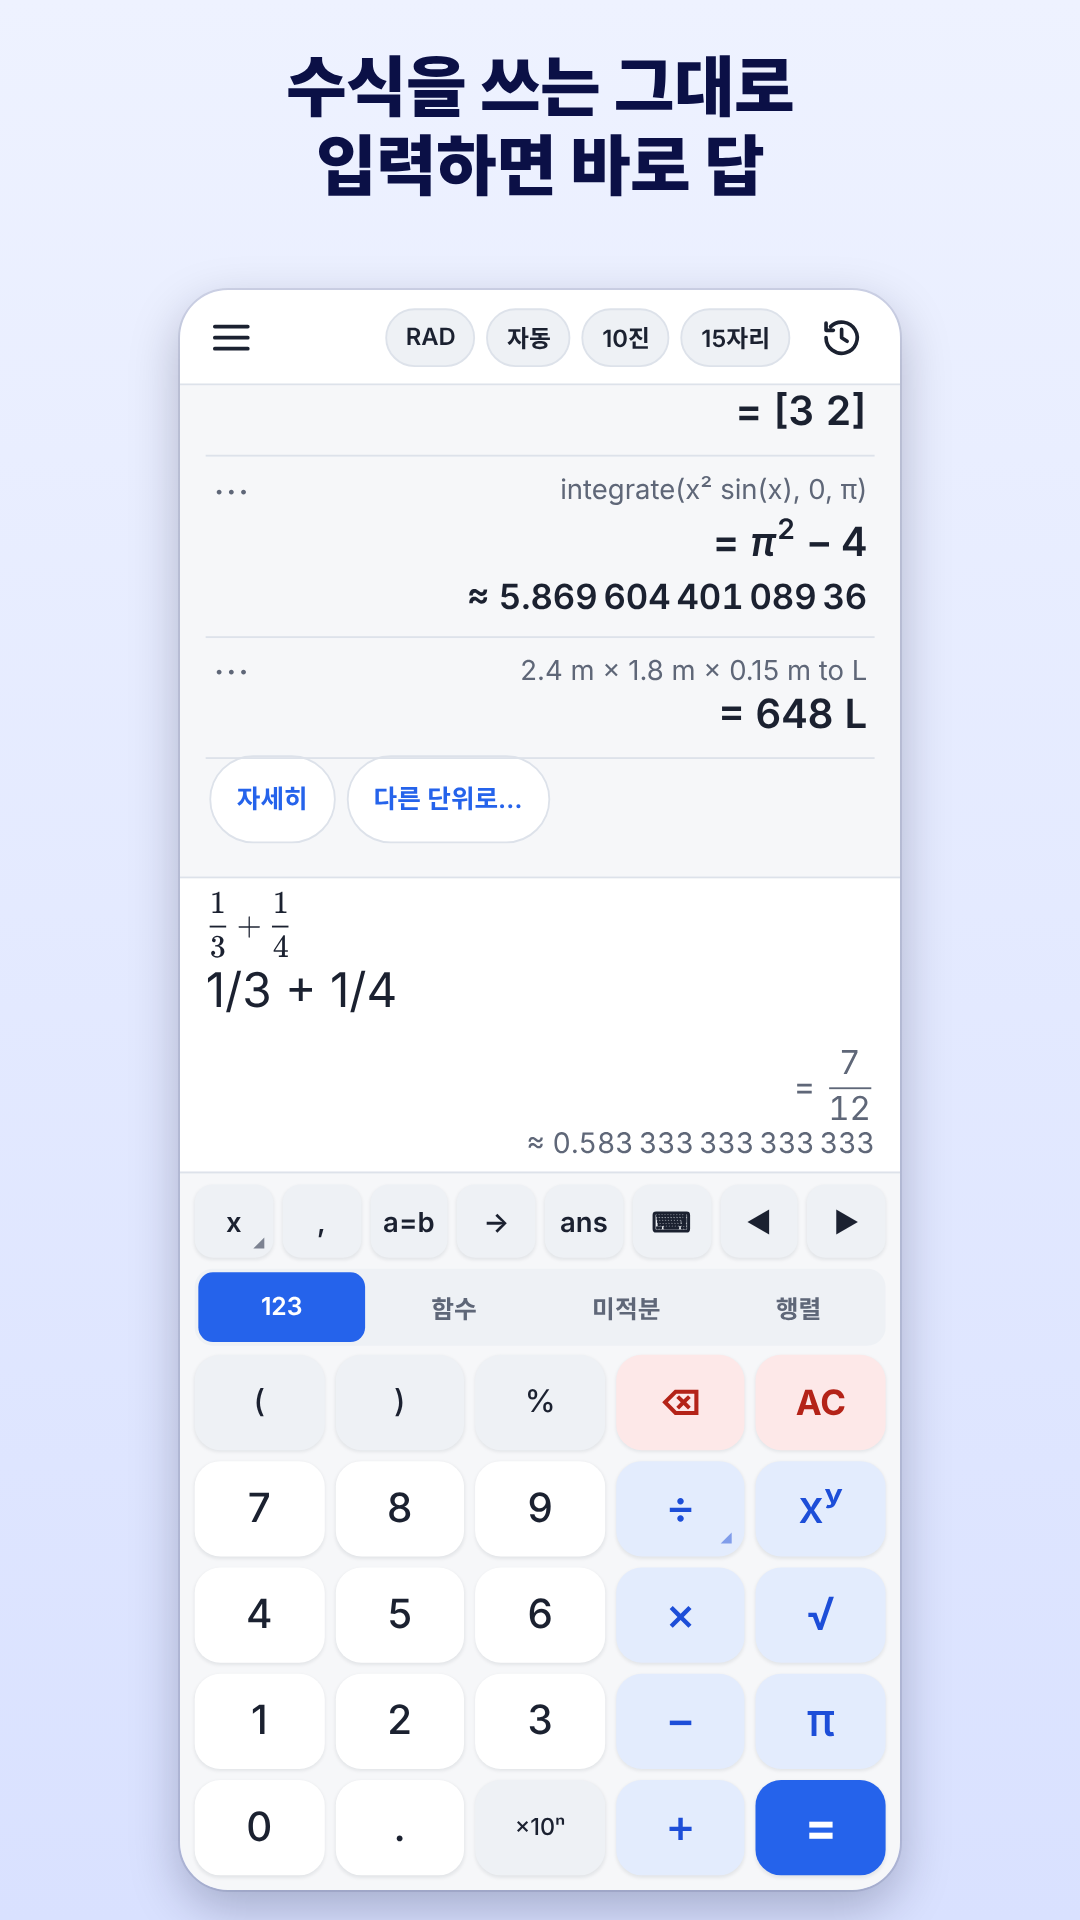 수식을 쓰는 그대로
입력하면 바로 답
RAD 자동 10진 15자리
= [3 2]
... integrate(x² sin(x), 0, π)
= π² − 4
≈ 5.869 604 401 089 36
... 2.4 m × 1.8 m × 0.15 m to L
= 648 L
자세히 다른 단위로...
1/3 + 1/4
1/3 + 1/4
= 7/12
≈ 0.583 333 333 333 333
x , a=b → ans ⌨ ◀ ▶
123 함수 미적분 행렬
( ) % ⌫ AC
7 8 9 ÷ xʸ
4 5 6 × √
1 2 3 − π
0 . ×10ⁿ + =